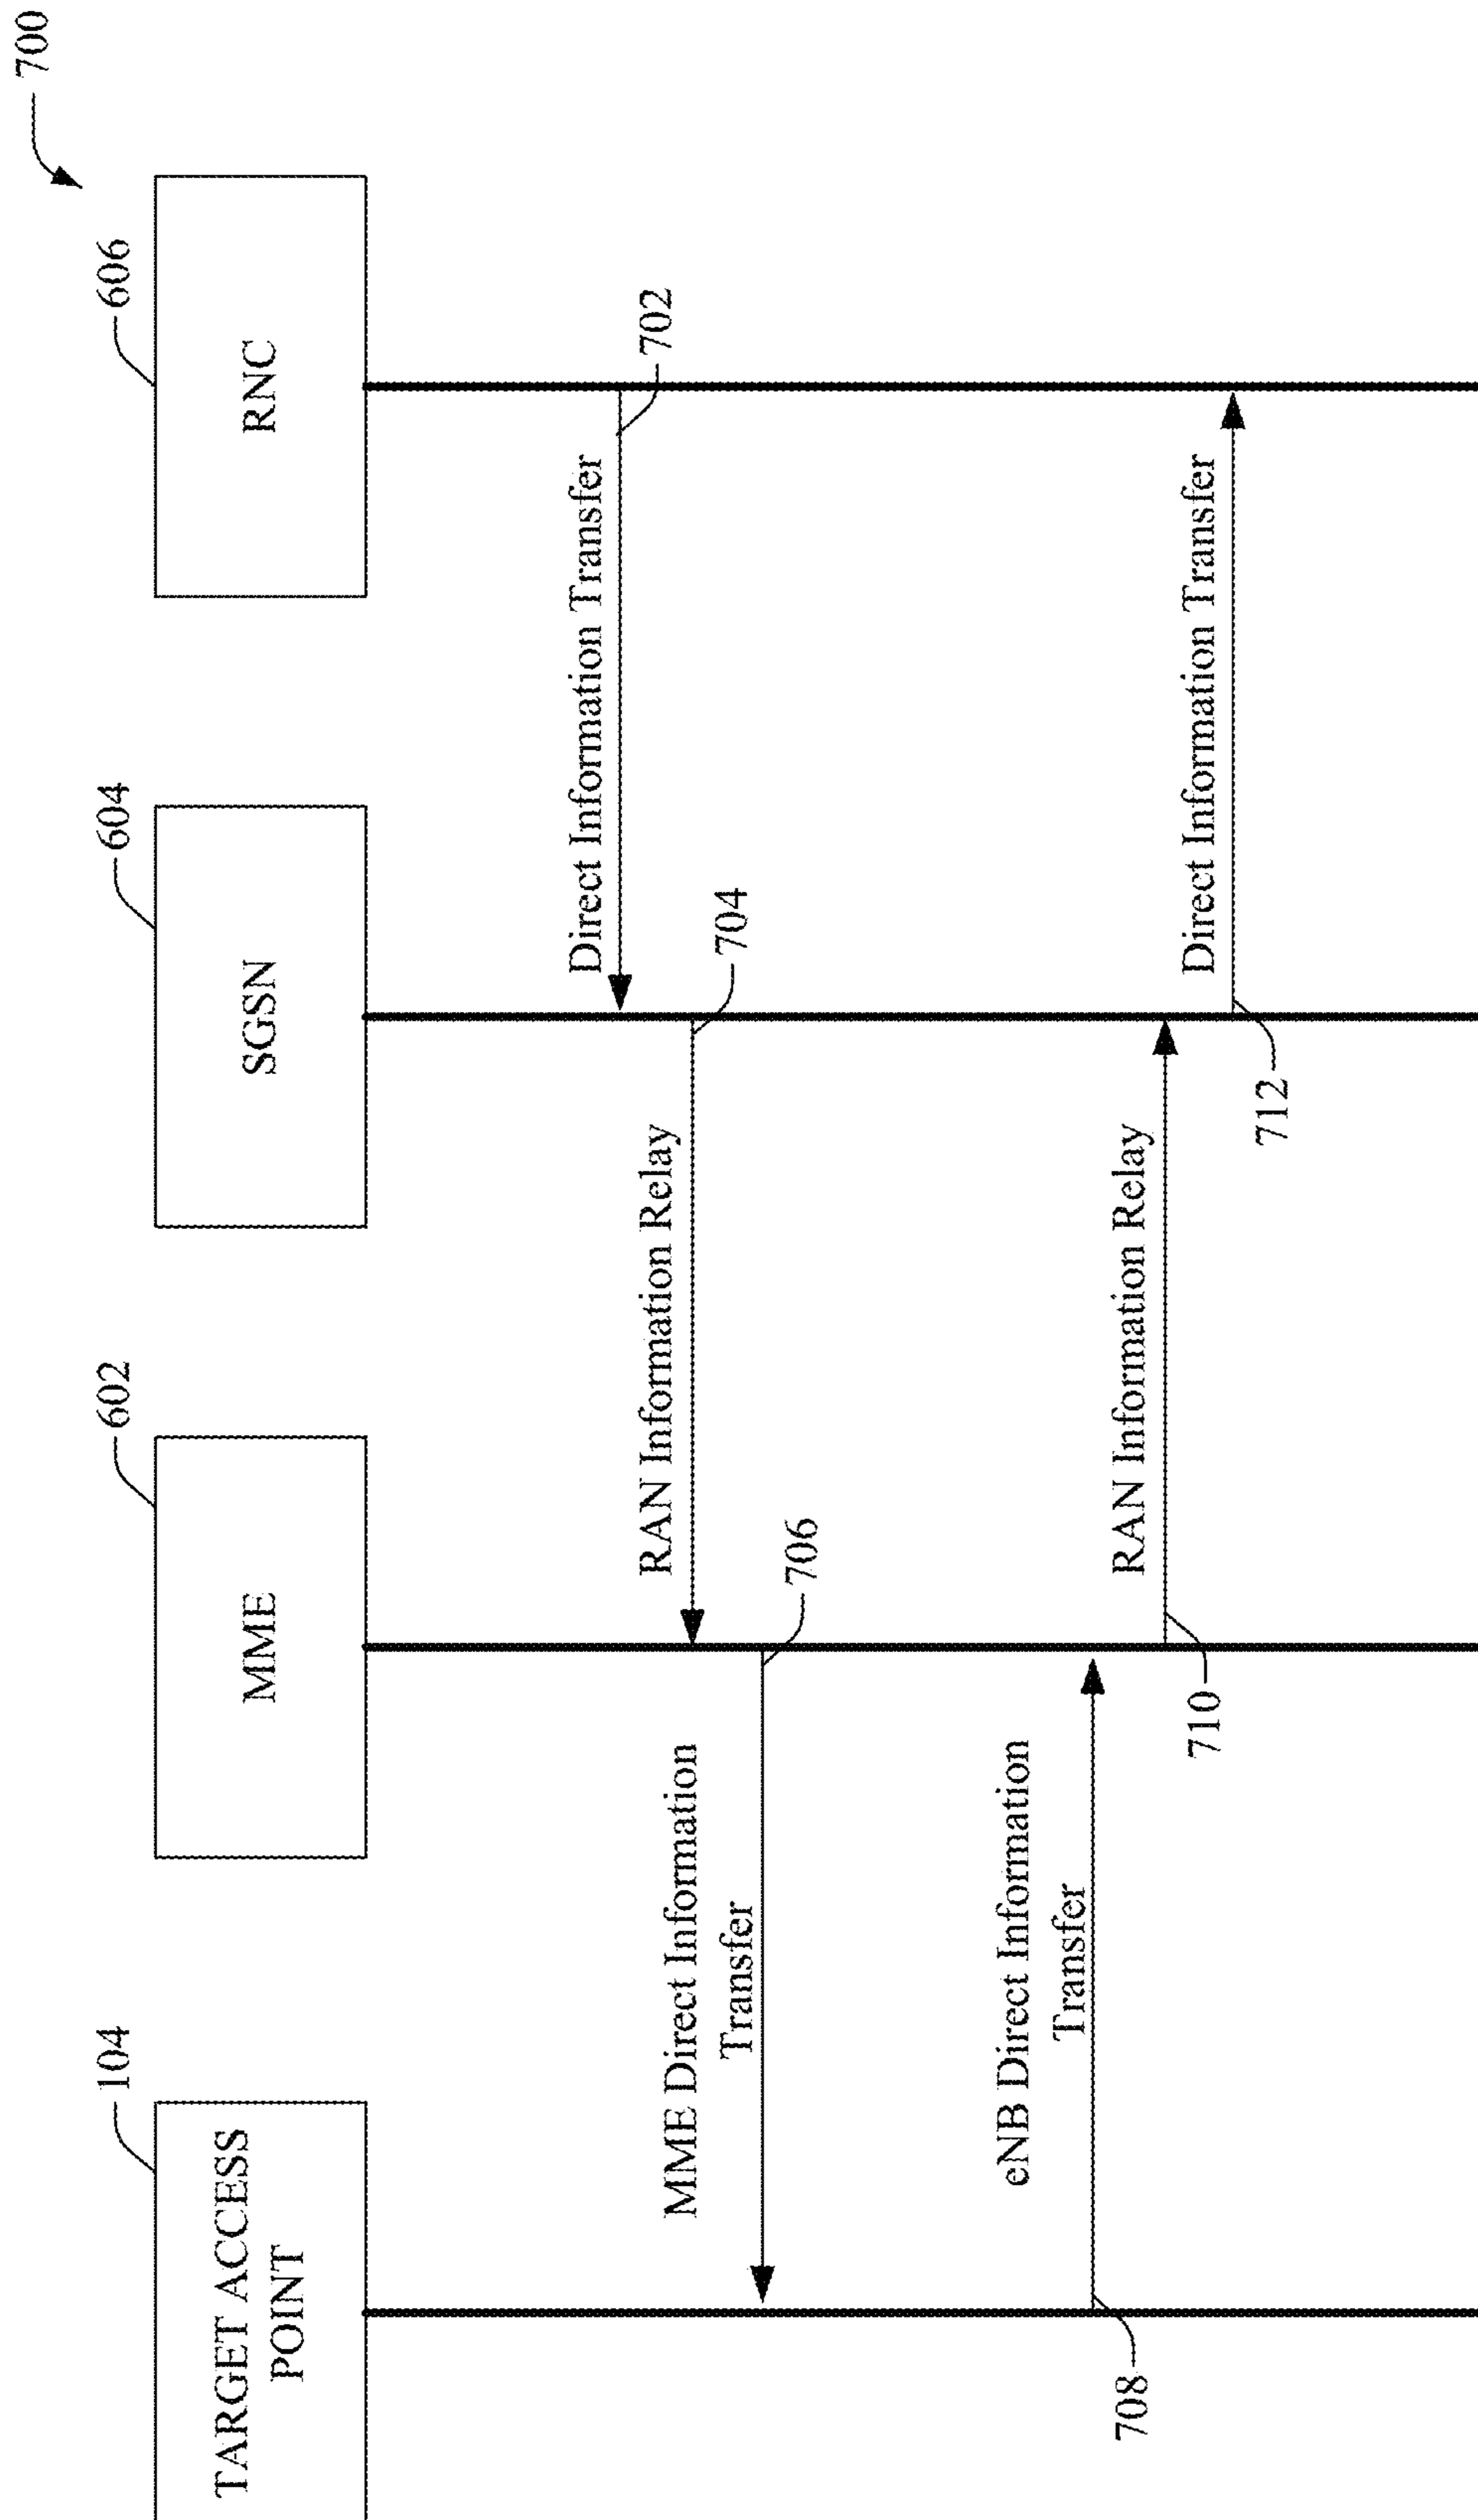 700
TARGET ACCESS
POINT
104
MME
602
SGSN
604
RNC
606
Direct Information Transfer
702
RAN Information Relay
704
MME Direct Information
Transfer
706
eNB Direct Information
Transfer
708
RAN Information Relay
710
Direct Information Transfer
712